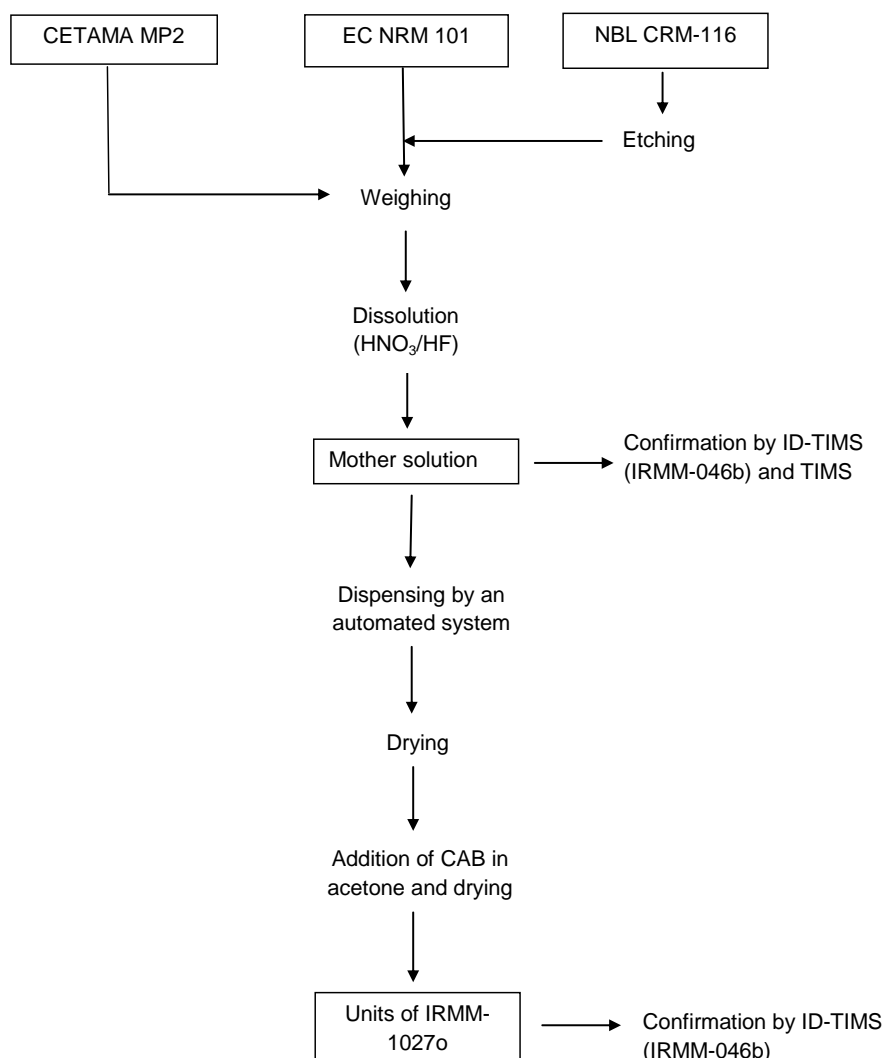 CETAMA MP2
EC NRM 101
NBL CRM-116
Etching
Weighing
Dissolution
(HNO₃/HF)
Mother solution
Confirmation by ID-TIMS
(IRMM-046b) and TIMS
Dispensing by an
automated system
Drying
Addition of CAB in
acetone and drying
Units of IRMM-
1027o
Confirmation by ID-TIMS
(IRMM-046b)